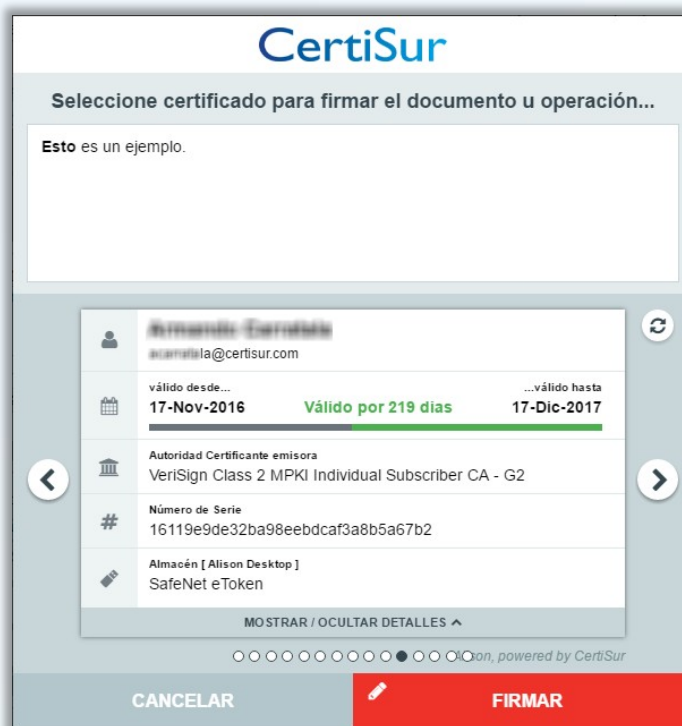 CertiSur
Seleccione certificado para firmar el documento u operación...
Esto es un ejemplo.
la@certisur.com
válido desde...
...válido hasta
17-Nov-2016
Válido por 219 dias
17-Dic-2017
Autoridad Certificante emisora
VeriSign Class 2 MPKI Individual Subscriber CA - G2
Número de Serie
16119e9de32ba98eebdcaf3a8b5a67b2
Almacén [ Alison Desktop ]
SafeNet eToken
MOSTRAR / OCULTAR DETALLES
powered by CertiSur
CANCELAR
FIRMAR